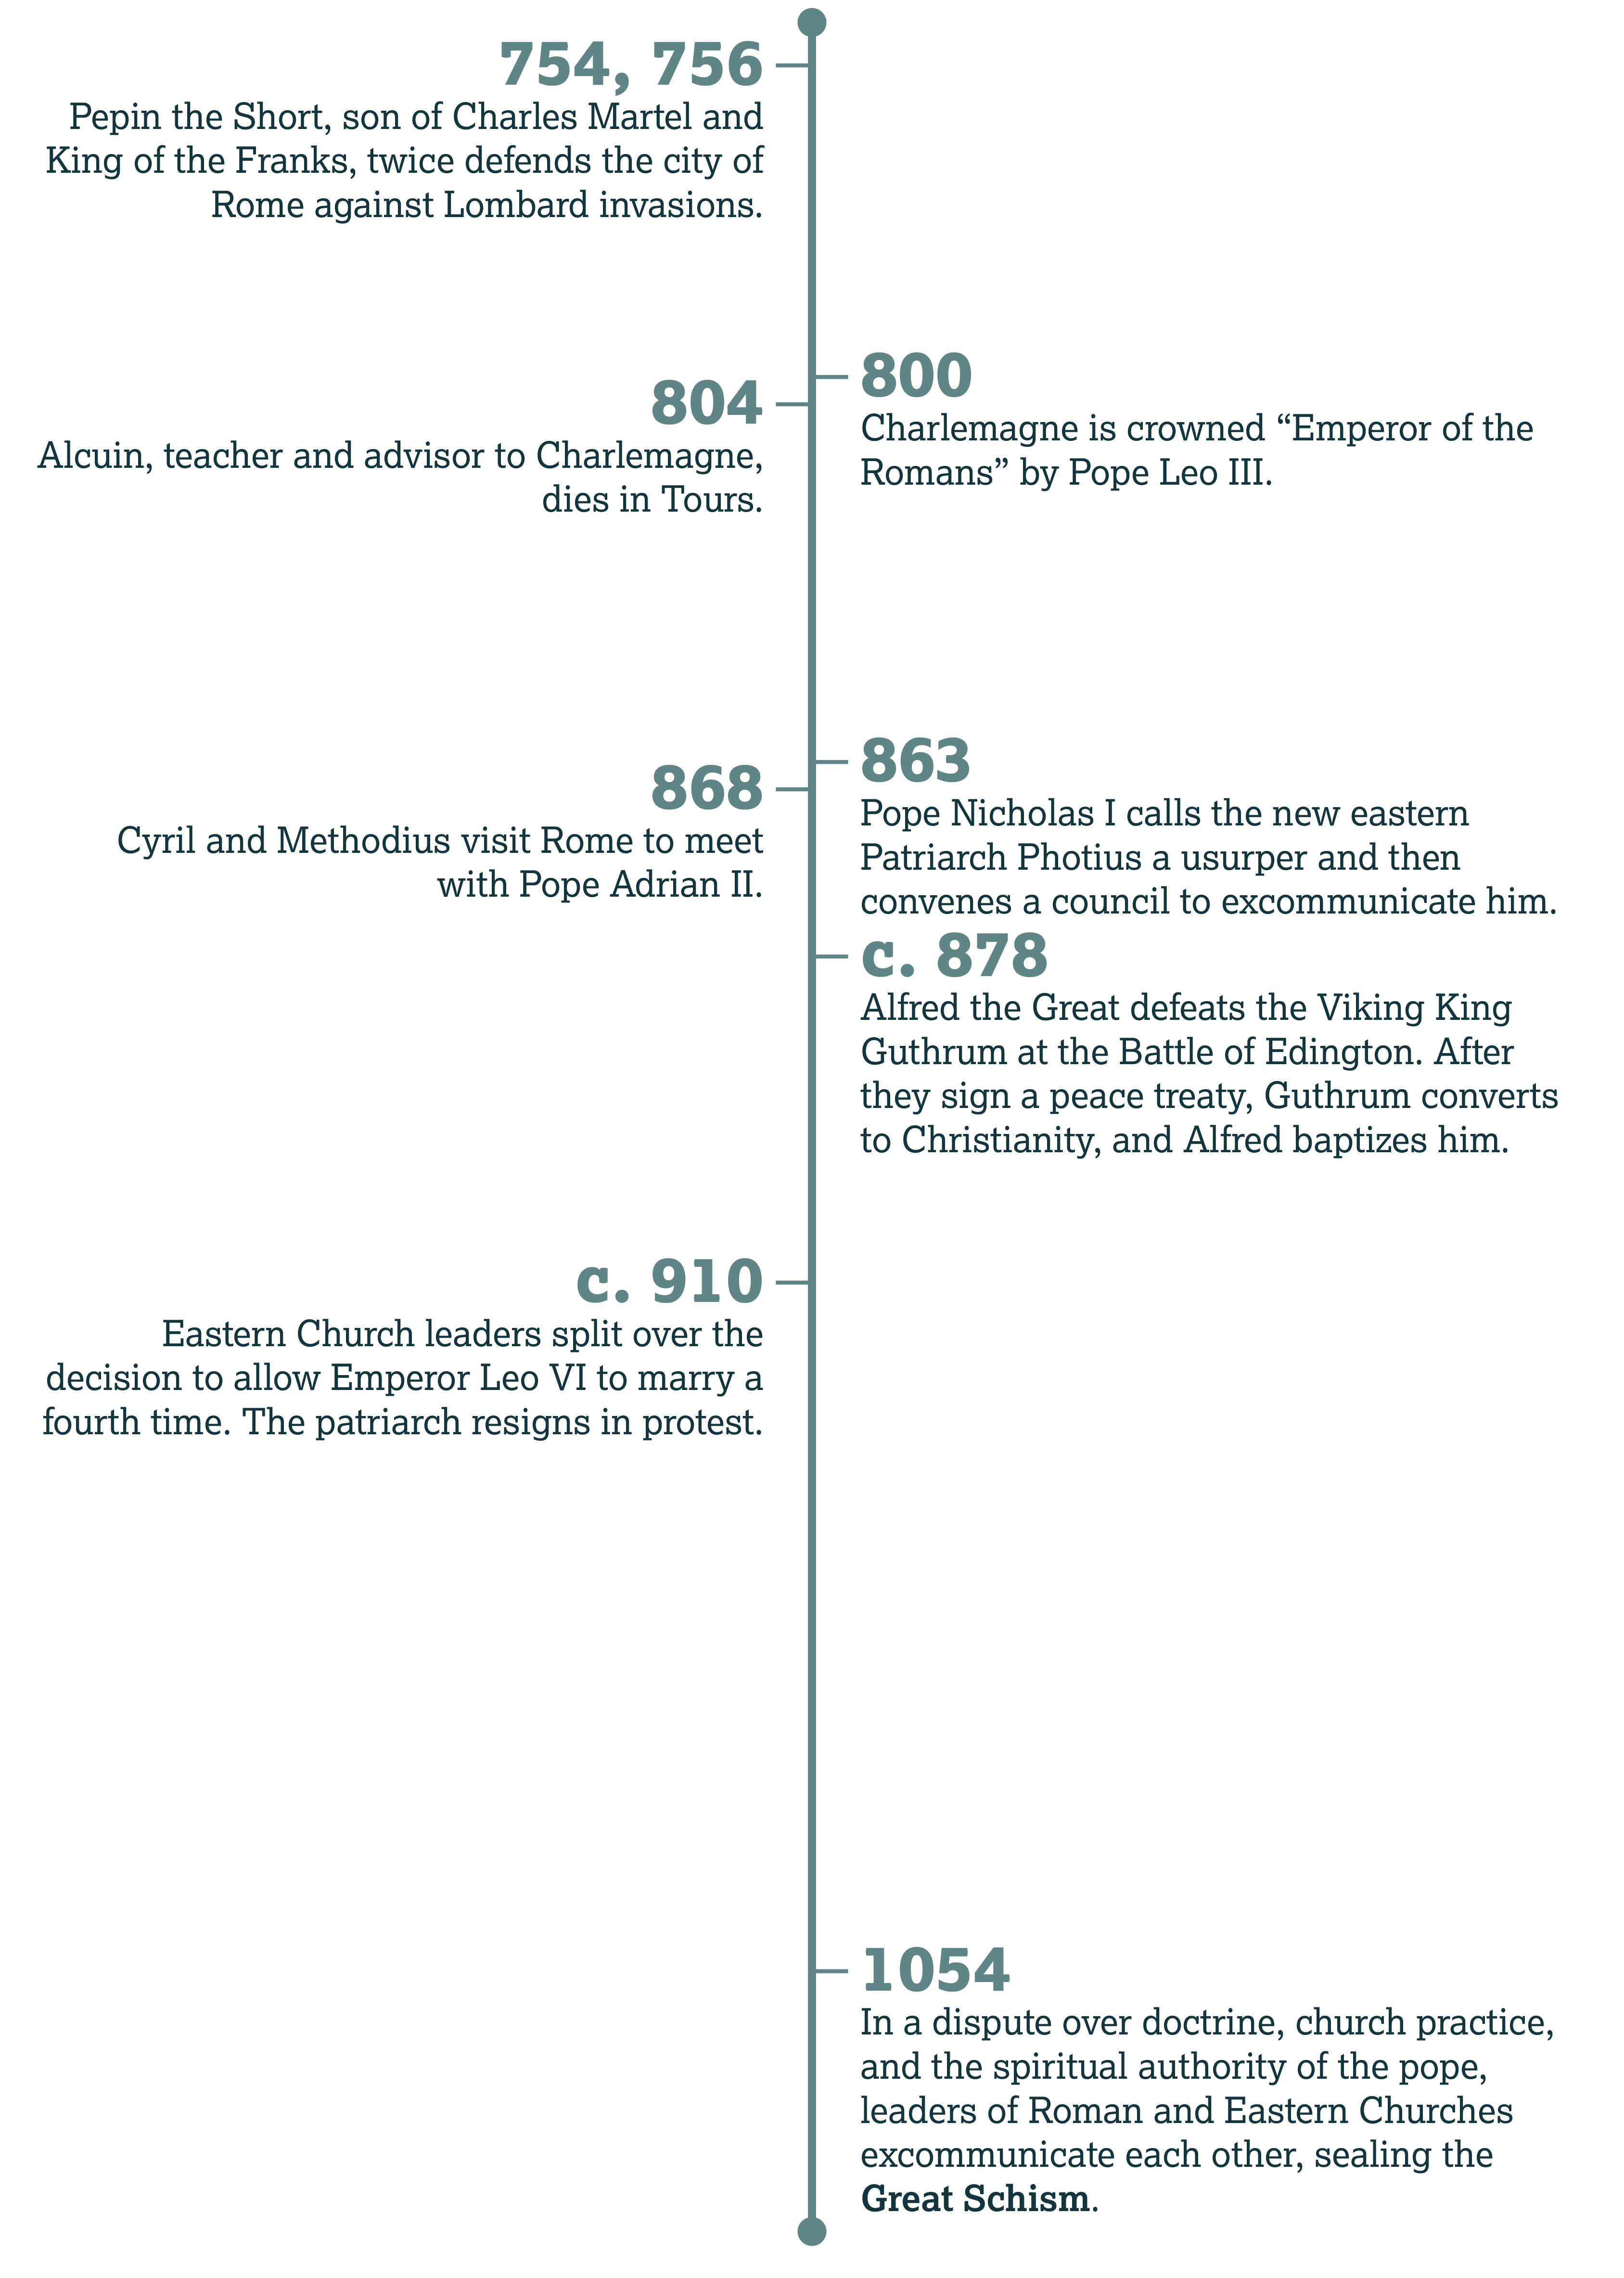 754, 756
Pepin the Short, son of Charles Martel and
King of the Franks, twice defends the city of
Rome against Lombard invasions.
800
Charlemagne is crowned “Emperor of the
Romans” by Pope Leo III.
804
Alcuin, teacher and advisor to Charlemagne,
dies in Tours.
863
Pope Nicholas I calls the new eastern
Patriarch Photius a usurper and then
convenes a council to excommunicate him.
868
Cyril and Methodius visit Rome to meet
with Pope Adrian II.
c. 878
Alfred the Great defeats the Viking King
Guthrum at the Battle of Edington. After
they sign a peace treaty, Guthrum converts
to Christianity, and Alfred baptizes him.
c. 910
Eastern Church leaders split over the
decision to allow Emperor Leo VI to marry a
fourth time. The patriarch resigns in protest.
1054
In a dispute over doctrine, church practice,
and the spiritual authority of the pope,
leaders of Roman and Eastern Churches
excommunicate each other, sealing the
Great Schism.